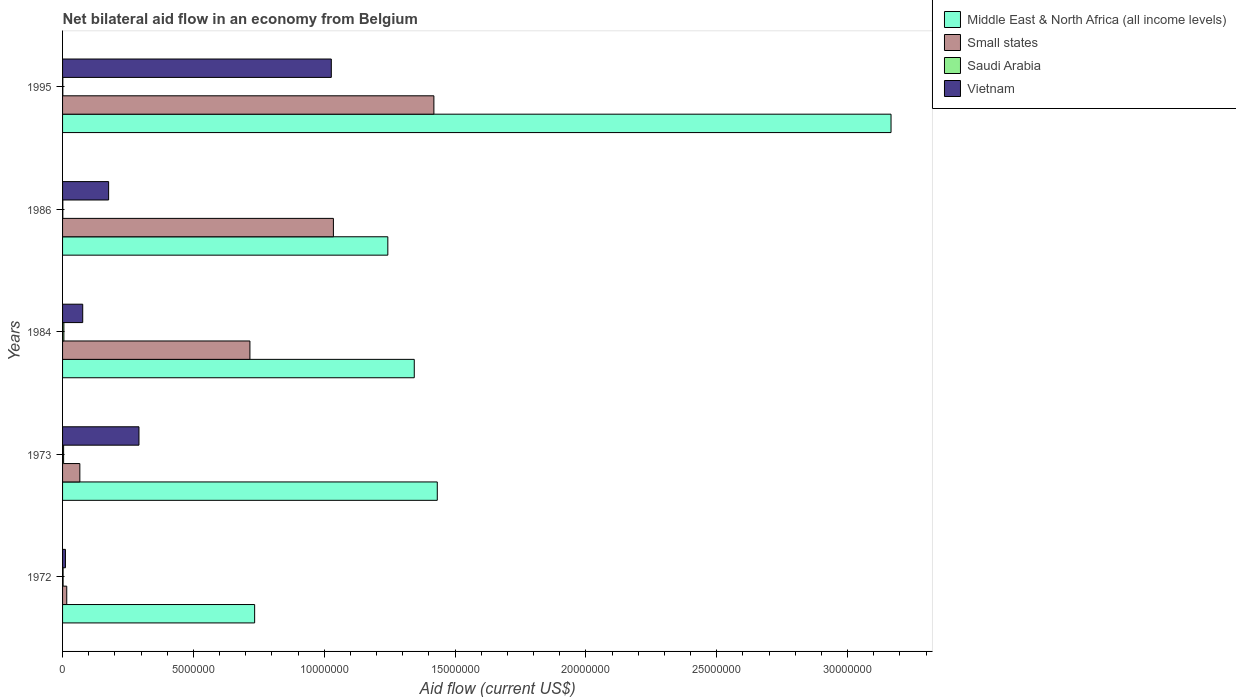 Net bilateral aid flow in an economy from Belgium
Middle East & North Africa (all income levels)
Small states
Saudi Arabia
Vietnam
1995
1986
1984
1973
1972
Years
0
5000000
10000000
15000000
20000000
25000000
30000000
Aid flow (current US$)